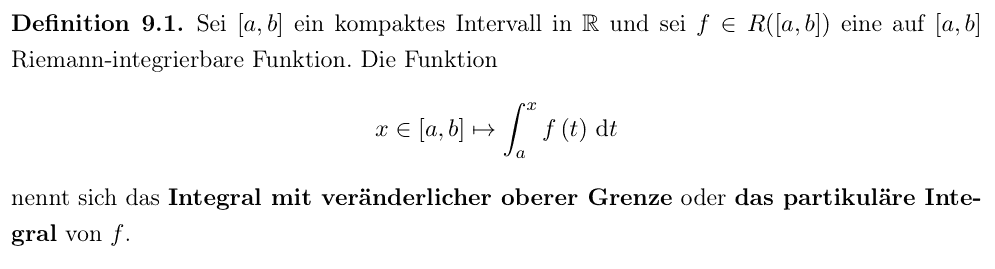 Definition 9.1. Sei [a, b] ein kompaktes Intervall in ℝ und sei f ∈ R([a, b]) eine auf [a, b]
Riemann-integrierbare Funktion. Die Funktion
x ∈ [a, b] ↦ ∫_a^x f (t) dt
nennt sich das Integral mit veränderlicher oberer Grenze oder das partikuläre Inte-
gral von f.